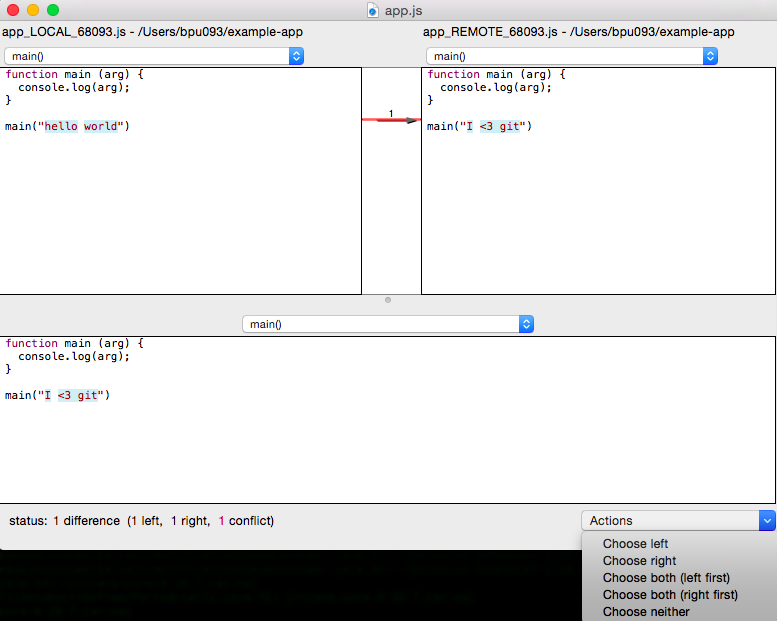 app.js
app_LOCAL_68093.js - /Users/bpu093/example-app
app_REMOTE_68093.js - /Users/bpu093/example-app
main()
main()
function main (arg) {
  console.log(arg);
}
main("hello world")
1
function main (arg) {
  console.log(arg);
}
main("I <3 git")
main()
function main (arg) {
  console.log(arg);
}
main("I <3 git")
status: 1 difference (1 left, 1 right, 1 conflict)
Actions
Choose left
Choose right
Choose both (left first)
Choose both (right first)
Choose neither